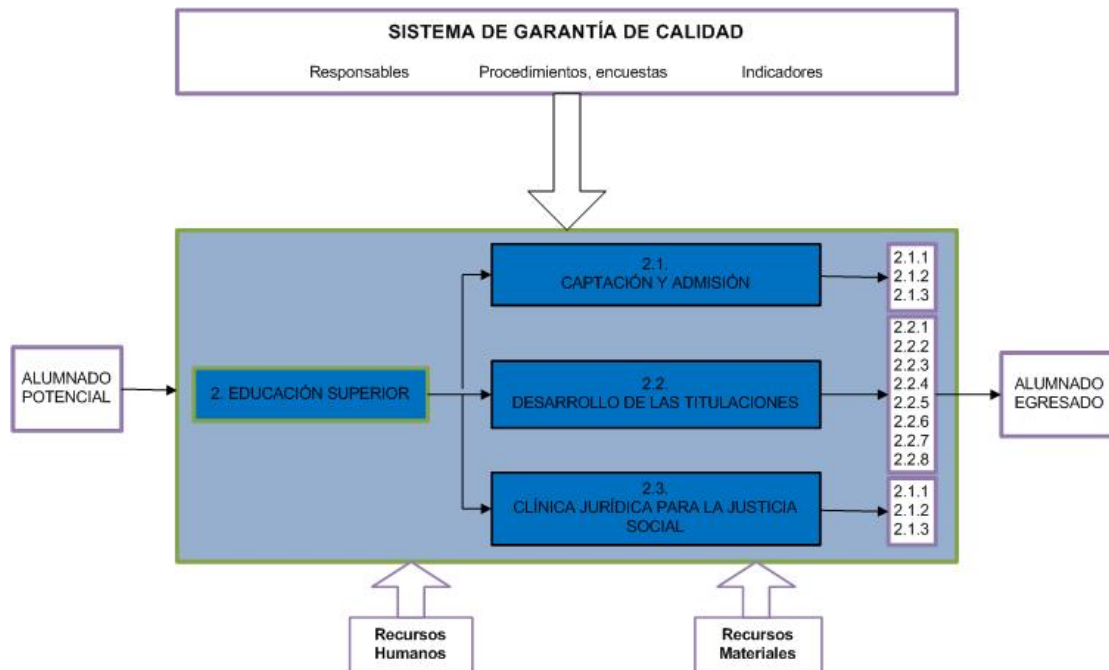 SISTEMA DE GARANTÍA DE CALIDAD
Responsables Procedimientos, encuestas Indicadores
2.1.
CAPTACIÓN Y ADMISIÓN
2.1.1
2.1.2
2.1.3
ALUMNADO
POTENCIAL
2. EDUCACIÓN SUPERIOR
2.2.
DESARROLLO DE LAS TITULACIONES
2.2.1
2.2.2
2.2.3
2.2.4
2.2.5
2.2.6
2.2.7
2.2.8
ALUMNADO
EGRESADO
2.3.
CLÍNICA JURÍDICA PARA LA JUSTICIA
SOCIAL
2.1.1
2.1.2
2.1.3
Recursos
Humanos
Recursos
Materiales